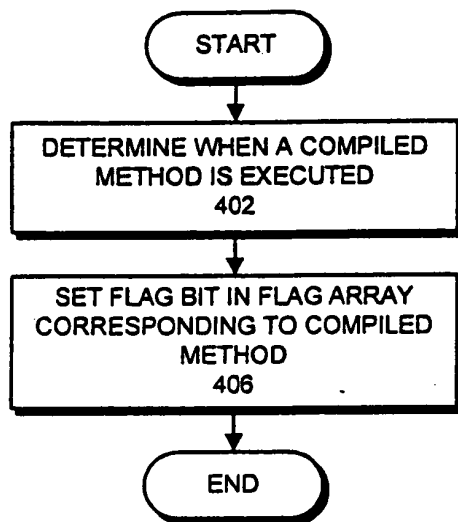 START
DETERMINE WHEN A COMPILED
METHOD IS EXECUTED
402
SET FLAG BIT IN FLAG ARRAY
CORRESPONDING TO COMPILED
METHOD
406
END